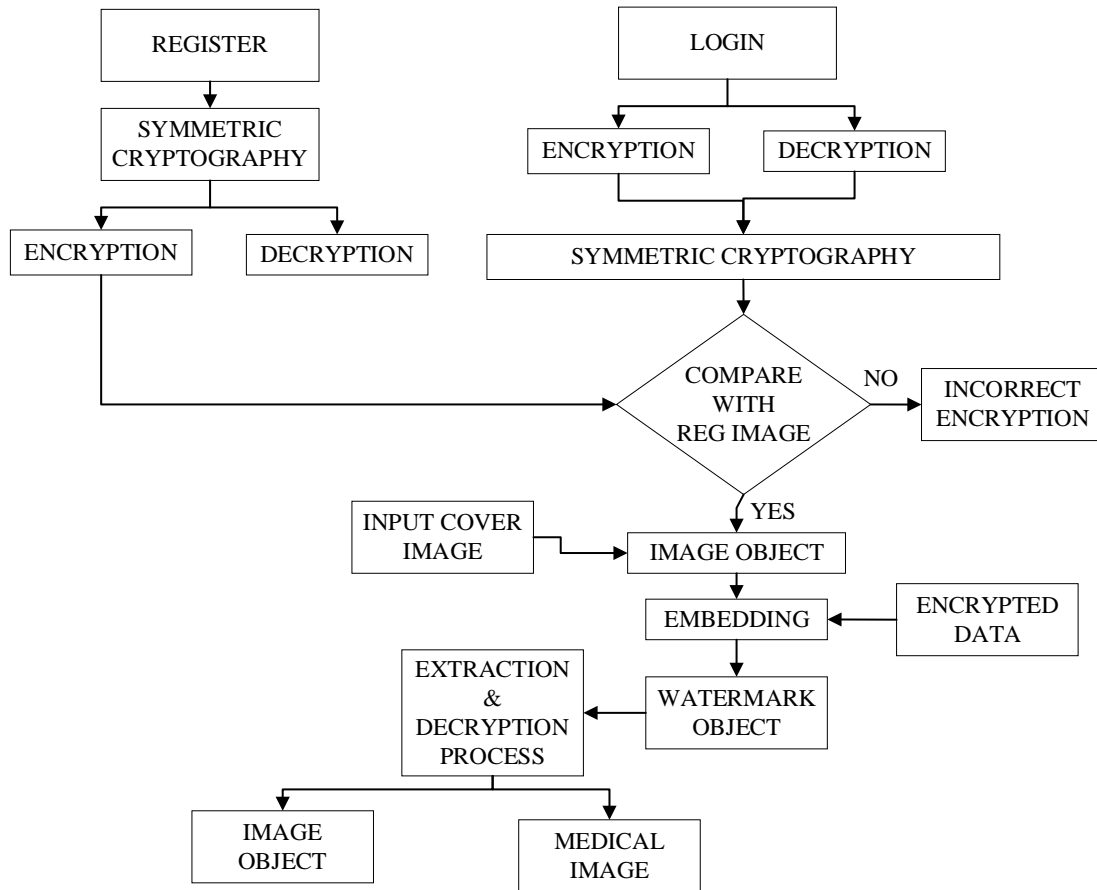 REGISTER
LOGIN
SYMMETRIC
CRYPTOGRAPHY
ENCRYPTION
DECRYPTION
ENCRYPTION
DECRYPTION
SYMMETRIC CRYPTOGRAPHY
COMPARE
WITH
REG IMAGE
NO
INCORRECT
ENCRYPTION
YES
INPUT COVER
IMAGE
IMAGE OBJECT
EMBEDDING
ENCRYPTED
DATA
EXTRACTION
&
DECRYPTION
PROCESS
WATERMARK
OBJECT
IMAGE
OBJECT
MEDICAL
IMAGE